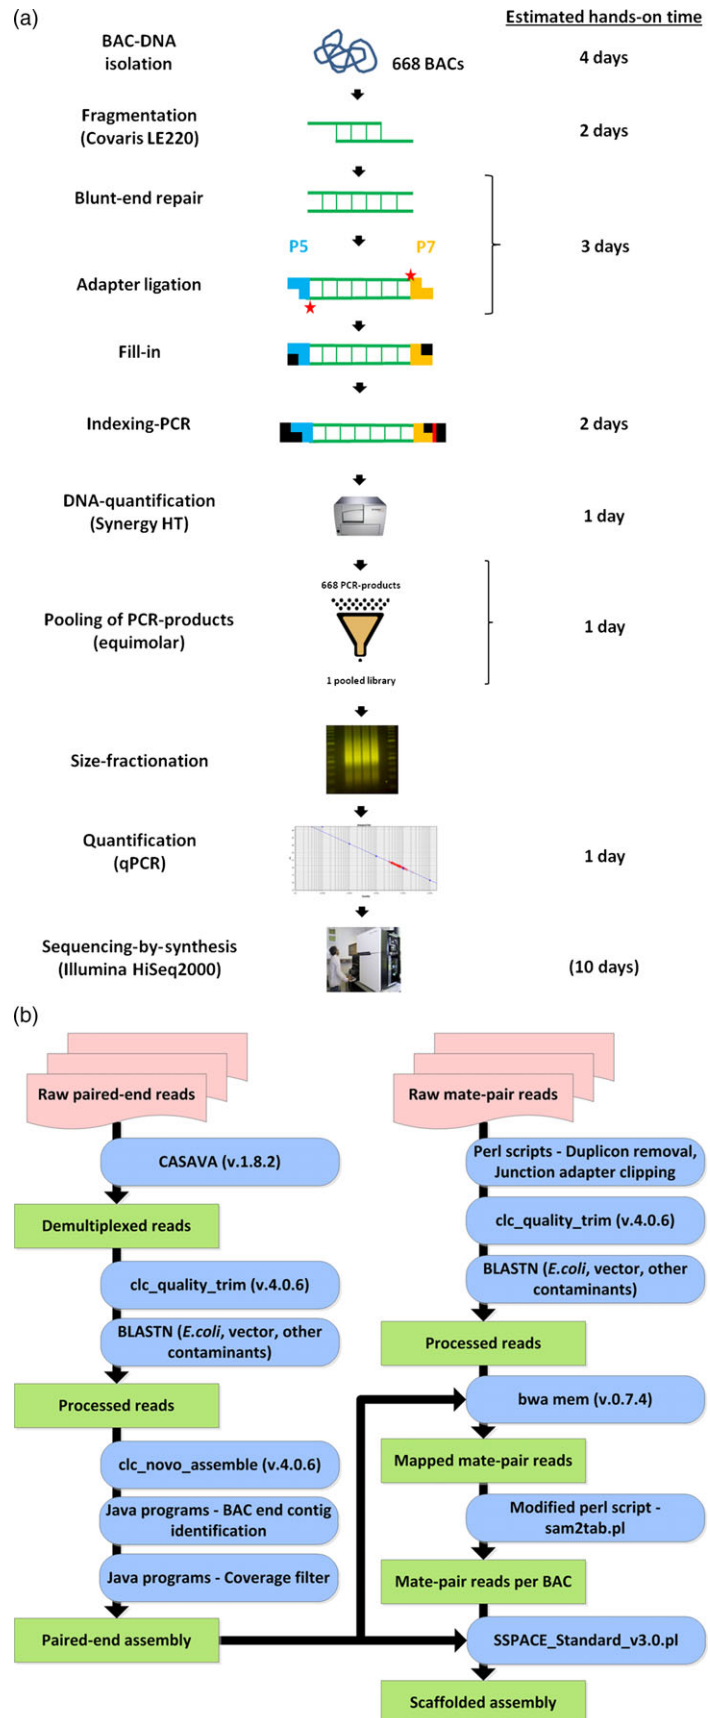 (a)
Estimated hands-on time
BAC-DNA
isolation
668 BACs
4 days
Fragmentation
(Covaris LE220)
2 days
Blunt-end repair
P5
P7
3 days
Adapter ligation
Fill-in
Indexing-PCR
2 days
DNA-quantification
(Synergy HT)
1 day
668 PCR-products
Pooling of PCR-products
(equimolar)
1 day
1 pooled library
Size-fractionation
Quantification
(qPCR)
1 day
Sequencing-by-synthesis
(Illumina HiSeq2000)
(10 days)
(b)
Raw paired-end reads
CASAVA (v.1.8.2)
Demultiplexed reads
clc_quality_trim (v.4.0.6)
BLASTN (E.coli, vector, other
contaminants)
Processed reads
clc_novo_assemble (v.4.0.6)
Java programs - BAC end contig
identification
Java programs - Coverage filter
Paired-end assembly
Raw mate-pair reads
Perl scripts - Duplicon removal,
Junction adapter clipping
clc_quality_trim (v.4.0.6)
BLASTN (E.coli, vector, other
contaminants)
Processed reads
bwa mem (v.0.7.4)
Mapped mate-pair reads
Modified perl script -
sam2tab.pl
Mate-pair reads per BAC
SSPACE_Standard_v3.0.pl
Scaffolded assembly